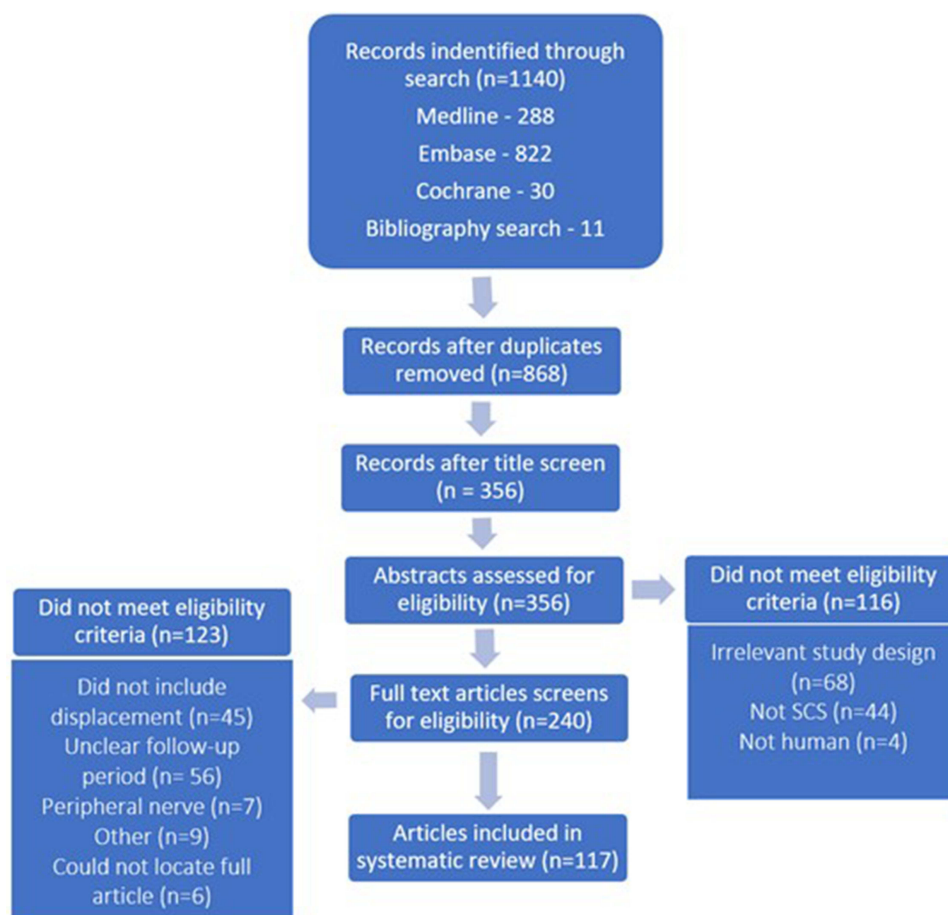 Records indentified through
search (n=1140)
Medline - 288
Embase - 822
Cochrane - 30
Bibliography search - 11
Records after duplicates
removed (n=868)
Records after title screen
(n = 356)
Abstracts assessed for
eligibility (n=356)
Did not meet eligibility
criteria (n=116)
Irrelevant study design
(n=68)
Not SCS (n=44)
Not human (n=4)
Did not meet eligibility
criteria (n=123)
Did not include
displacement (n=45)
Unclear follow-up
period (n= 56)
Peripheral nerve (n=7)
Other (n=9)
Could not locate full
article (n=6)
Full text articles screens
for eligibility (n=240)
Articles included in
systematic review (n=117)